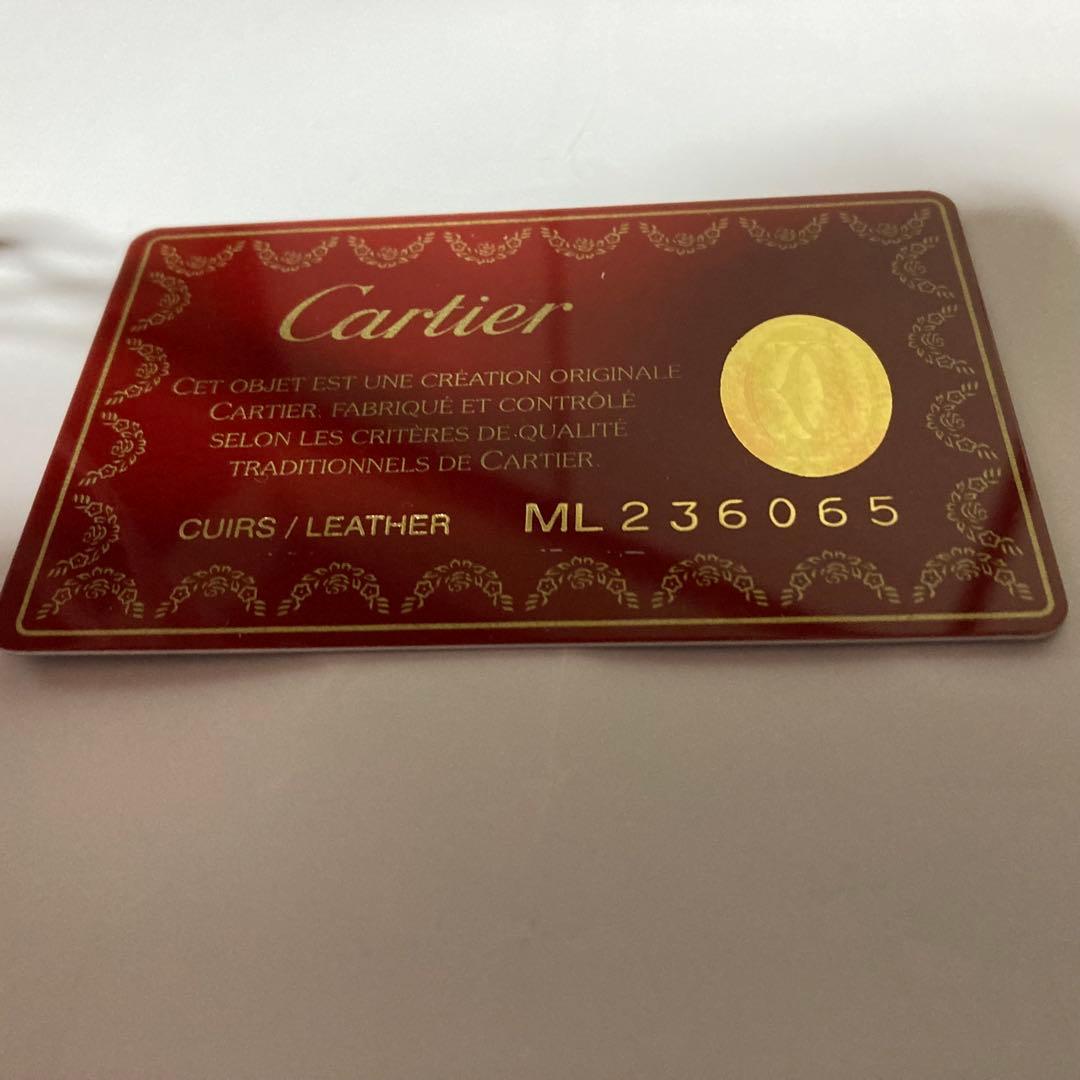 Cartier
CET OBJET EST UNE CRÉATION ORIGINALE
CARTIER, FABRIQUÉ ET CONTRÔLÉ
SELON LES CRITÈRES DE QUALITÉ
TRADITIONNELS DE CARTIER.
CUIRS / LEATHER ML 236065